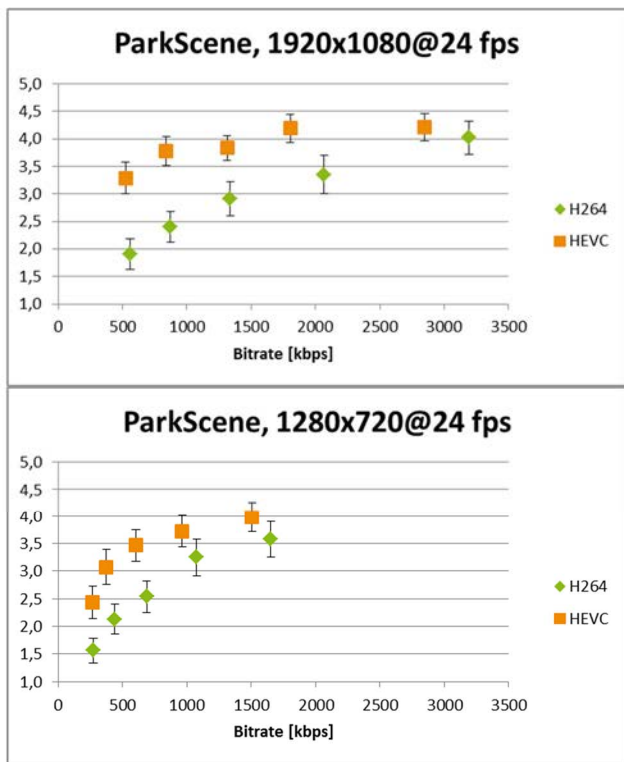 ParkScene, 1920x1080@24 fps
5,0
4,5
4,0
3,5
3,0
2,5
2,0
1,5
1,0
0 500 1000 1500 2000 2500 3000 3500
Bitrate [kbps]
H264
HEVC
ParkScene, 1280x720@24 fps
5,0
4,5
4,0
3,5
3,0
2,5
2,0
1,5
1,0
0 500 1000 1500 2000 2500 3000 3500
Bitrate [kbps]
H264
HEVC